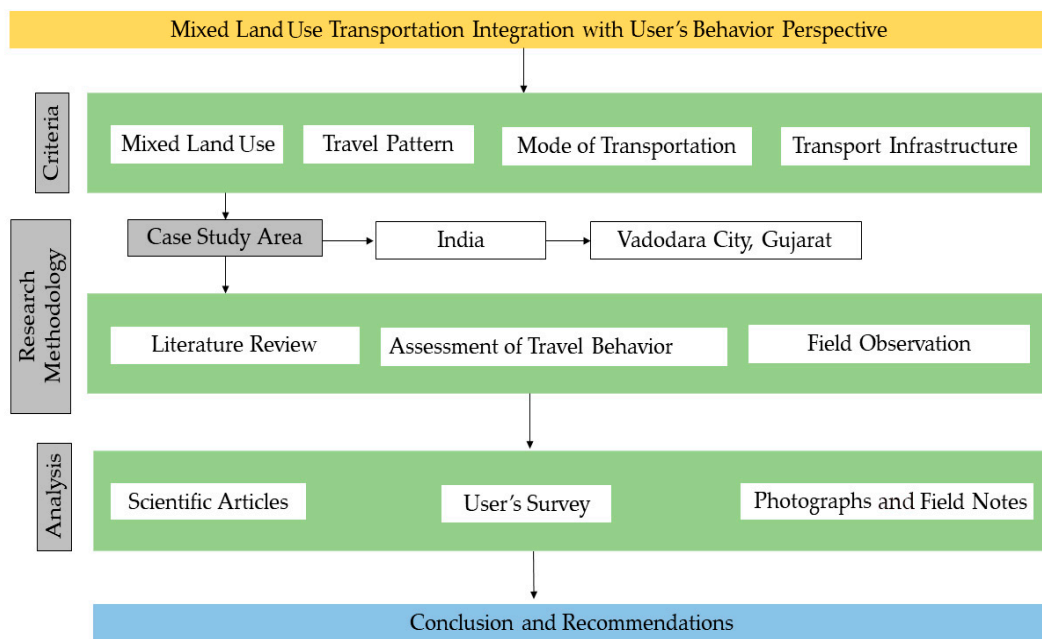 Mixed Land Use Transportation Integration with User's Behavior Perspective
Criteria
Mixed Land Use
Travel Pattern
Mode of Transportation
Transport Infrastructure
Research
Methodology
Case Study Area
India
Vadodara City, Gujarat
Literature Review
Assessment of Travel Behavior
Field Observation
Analysis
Scientific Articles
User's Survey
Photographs and Field Notes
Conclusion and Recommendations